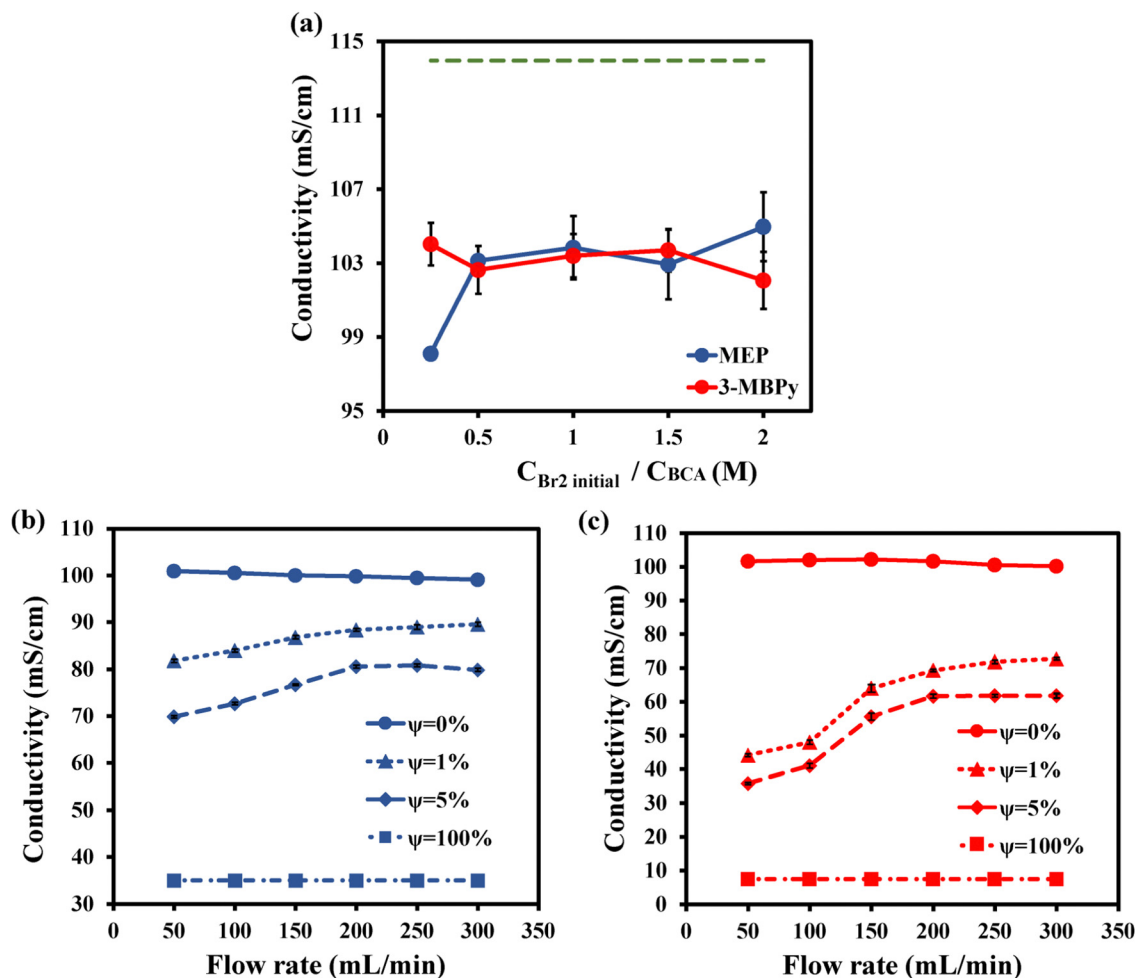 (a)
115
111
107
103
99
95
Conductivity (mS/cm)
MEP
3-MBPy
0 0.5 1 1.5 2
C_Br2 initial / C_BCA (M)
(b)
110
100
90
80
70
60
50
40
30
Conductivity (mS/cm)
ψ=0%
ψ=1%
ψ=5%
ψ=100%
0 50 100 150 200 250 300 350
Flow rate (mL/min)
(c)
110
100
90
80
70
60
50
40
30
20
10
0
Conductivity (mS/cm)
ψ=0%
ψ=1%
ψ=5%
ψ=100%
0 50 100 150 200 250 300 350
Flow rate (mL/min)